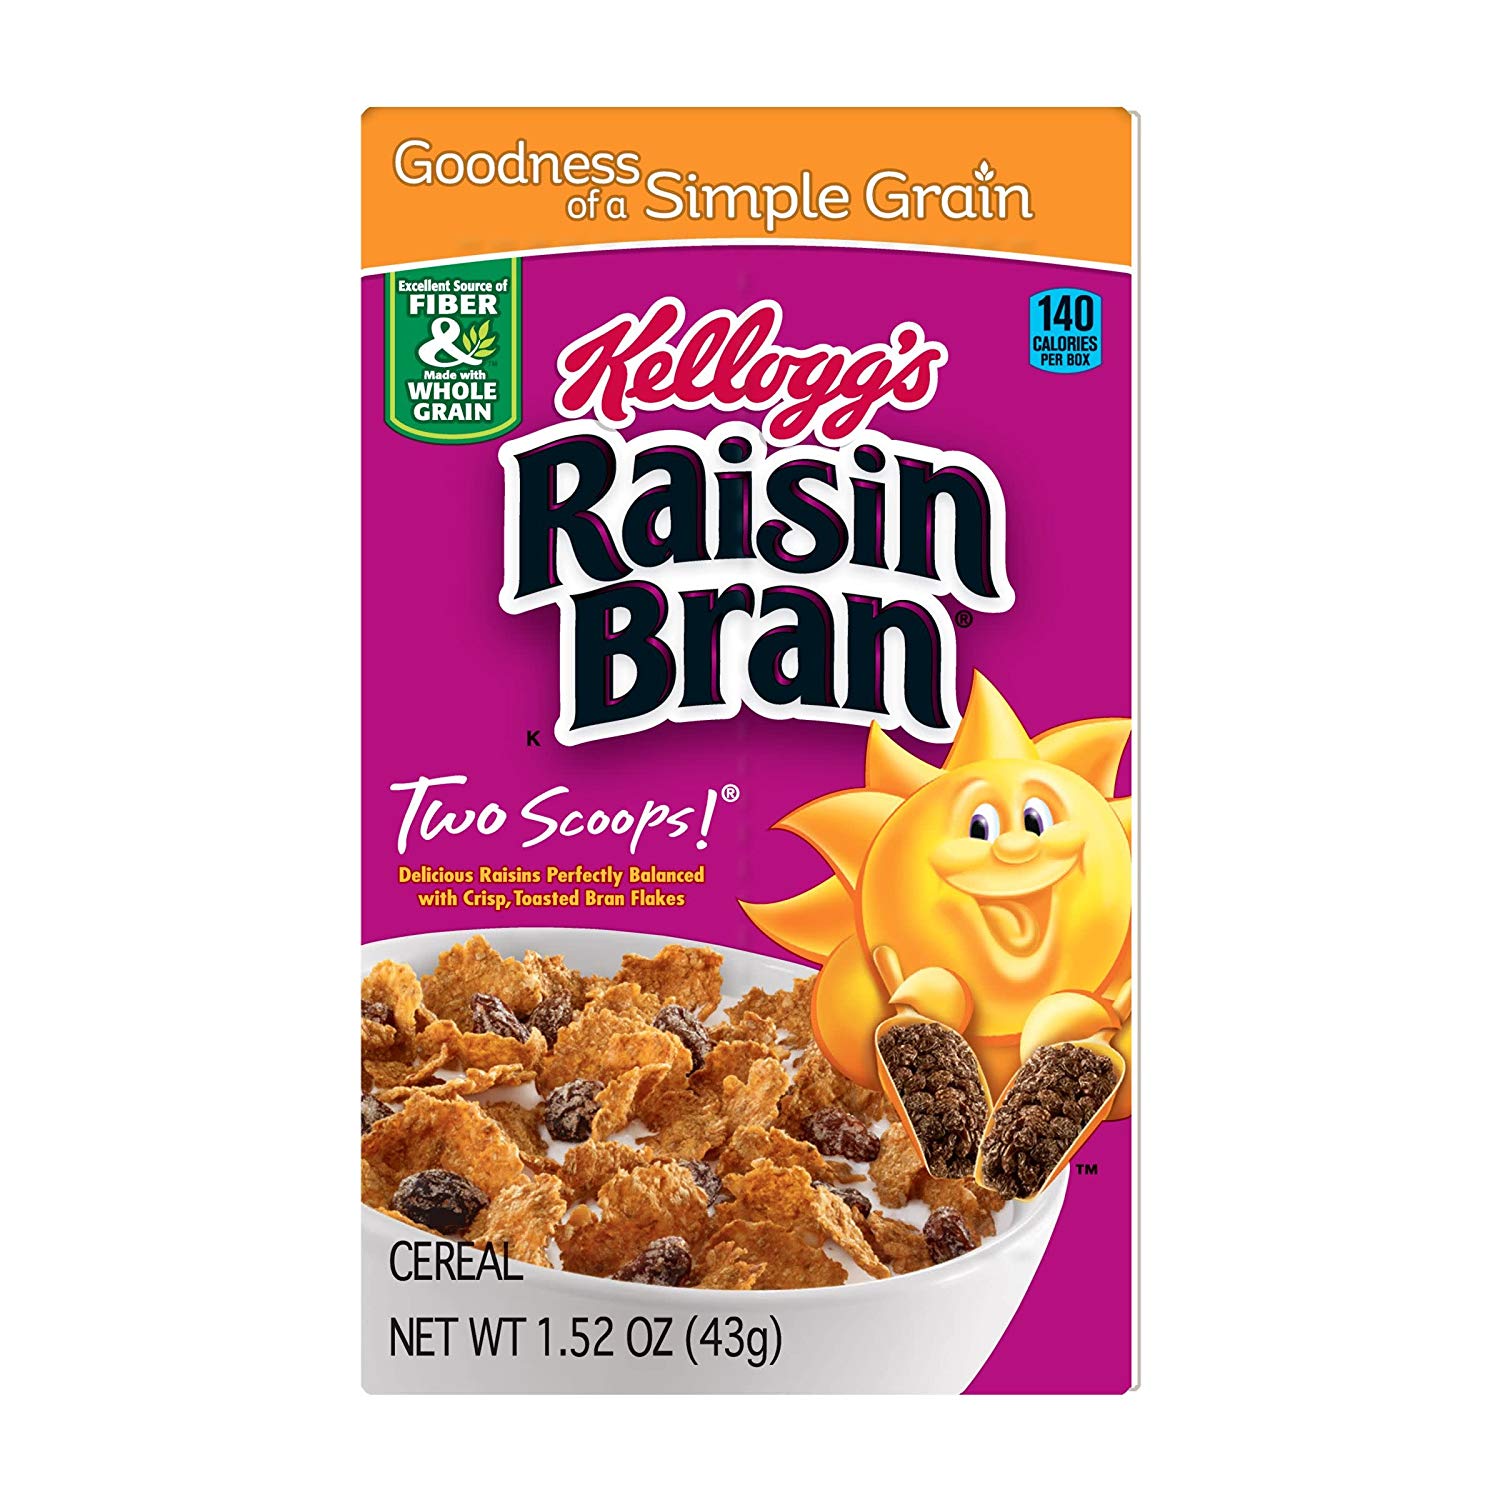 Goodness
of a Simple Grain
Excellent Source of
FIBER
&™
Made with
WHOLE
GRAIN
140
CALORIES
PER BOX
Kellogg's
Raisin
Bran®
K
Two Scoops!®
Delicious Raisins Perfectly Balanced
with Crisp, Toasted Bran Flakes
™
CEREAL
NET WT 1.52 OZ (43g)